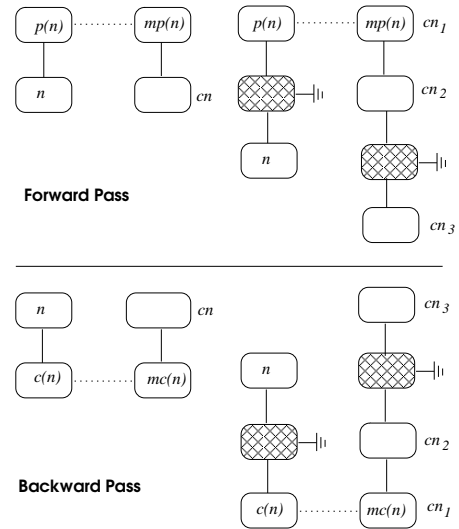 p(n) mp(n) p(n) mp(n) cn1
n cn cn2
n
Forward Pass
cn3
n cn cn3
c(n) mc(n) n
cn2
Backward Pass
c(n) mc(n) cn1